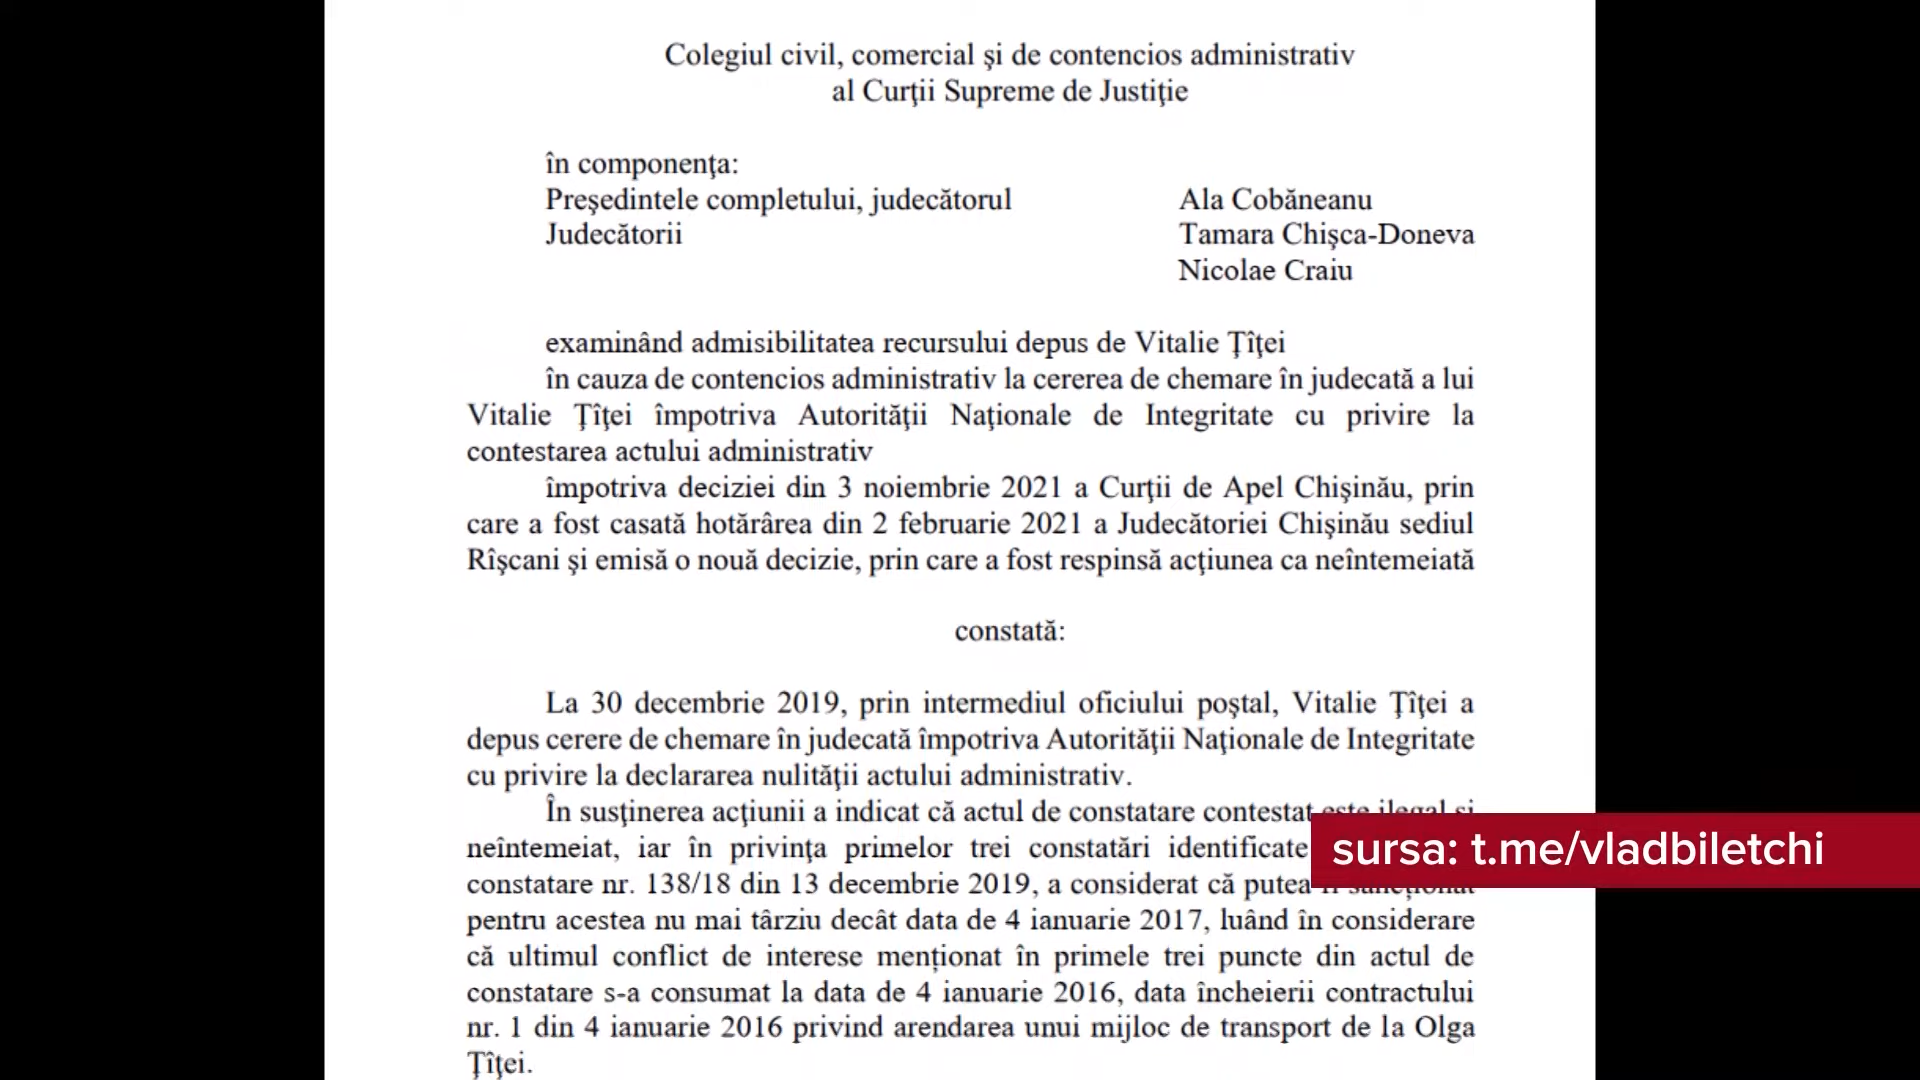 Colegiul civil, comercial şi de contencios administrativ
al Curţii Supreme de Justiţie
în componenţa:
Preşedintele completului, judecătorul Ala Cobăneanu
Judecătorii Tamara Chişca-Doneva
Nicolae Craiu
examinând admisibilitatea recursului depus de Vitalie Ţîţei
în cauza de contencios administrativ la cererea de chemare în judecată a lui
Vitalie Ţîţei împotriva Autorităţii Naţionale de Integritate cu privire la
contestarea actului administrativ
împotriva deciziei din 3 noiembrie 2021 a Curţii de Apel Chişinău, prin
care a fost casată hotărârea din 2 februarie 2021 a Judecătoriei Chişinău sediul
Rîşcani şi emisă o nouă decizie, prin care a fost respinsă acţiunea ca neîntemeiată
constată:
La 30 decembrie 2019, prin intermediul oficiului poştal, Vitalie Ţîţei a
depus cerere de chemare în judecată împotriva Autorităţii Naţionale de Integritate
cu privire la declararea nulităţii actului administrativ.
În susţinerea acţiunii a indicat că actul de constatare contestat este ilegal şi
neîntemeiat, iar în privinţa primelor trei constatări identificate
constatare nr. 138/18 din 13 decembrie 2019, a considerat că putea fi sancţionat
pentru acestea nu mai târziu decât data de 4 ianuarie 2017, luând în considerare
că ultimul conflict de interese menţionat în primele trei puncte din actul de
constatare s-a consumat la data de 4 ianuarie 2016, data încheierii contractului
nr. 1 din 4 ianuarie 2016 privind arendarea unui mijloc de transport de la Olga
Ţîţei.
sursa: t.me/vladbiletchi